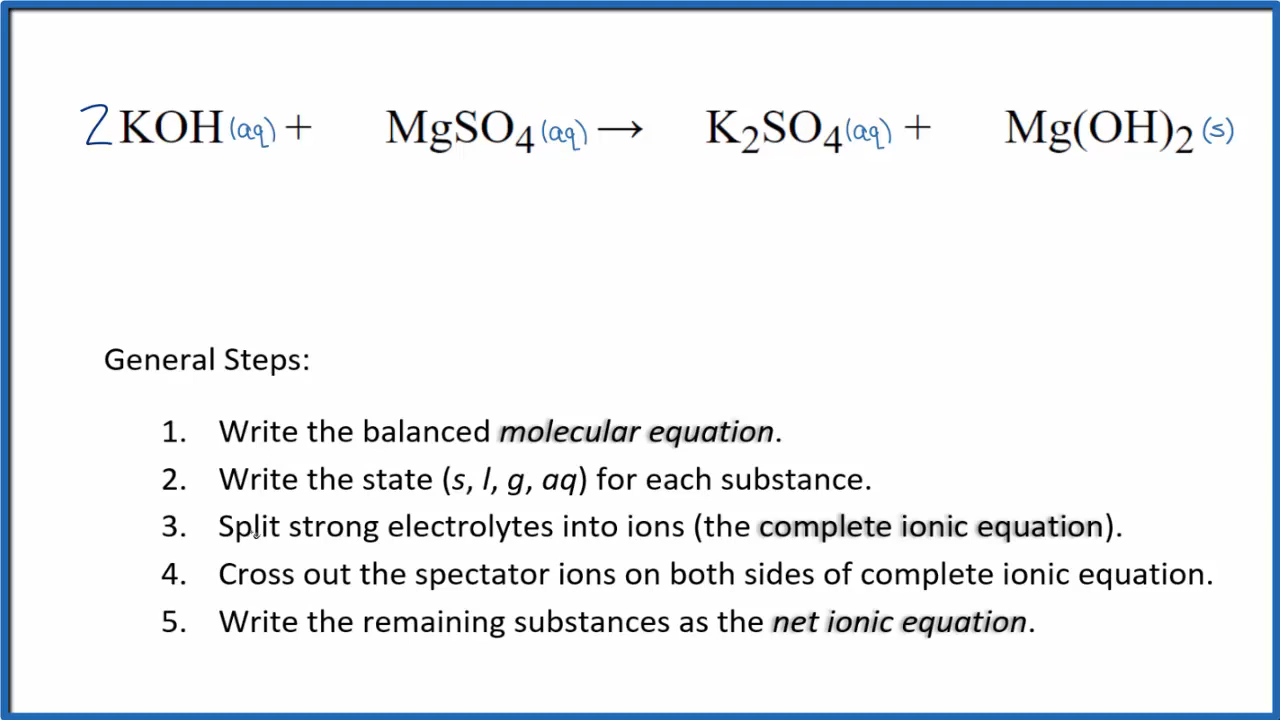 2KOH(aq) + MgSO₄(aq) → K₂SO₄(aq) + Mg(OH)₂(s)
General Steps:
1. Write the balanced molecular equation.
2. Write the state (s, l, g, aq) for each substance.
3. Split strong electrolytes into ions (the complete ionic equation).
4. Cross out the spectator ions on both sides of complete ionic equation.
5. Write the remaining substances as the net ionic equation.